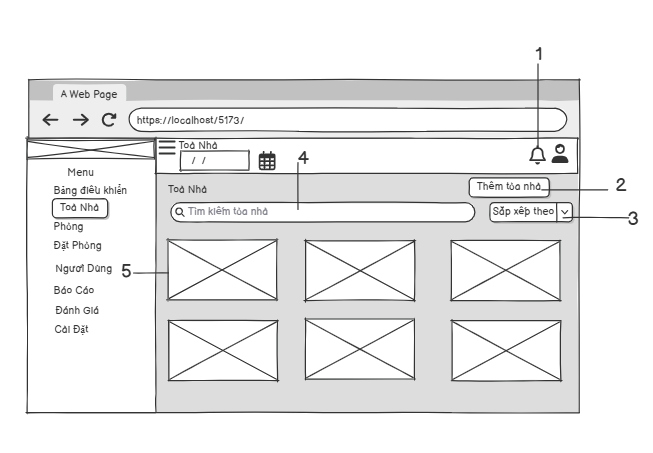 1
A Web Page
https://localhost/5173/
Toà Nhà
/ /
4
Menu
Bảng điều khiển
Toà Nhà
Phòng
Đặt Phòng
Người Dùng
Báo Cáo
Đánh Giá
Cài Đặt
Toà Nhà
Thêm tòa nhà
2
Tìm kiếm tòa nhà
Sắp xếp theo
3
5